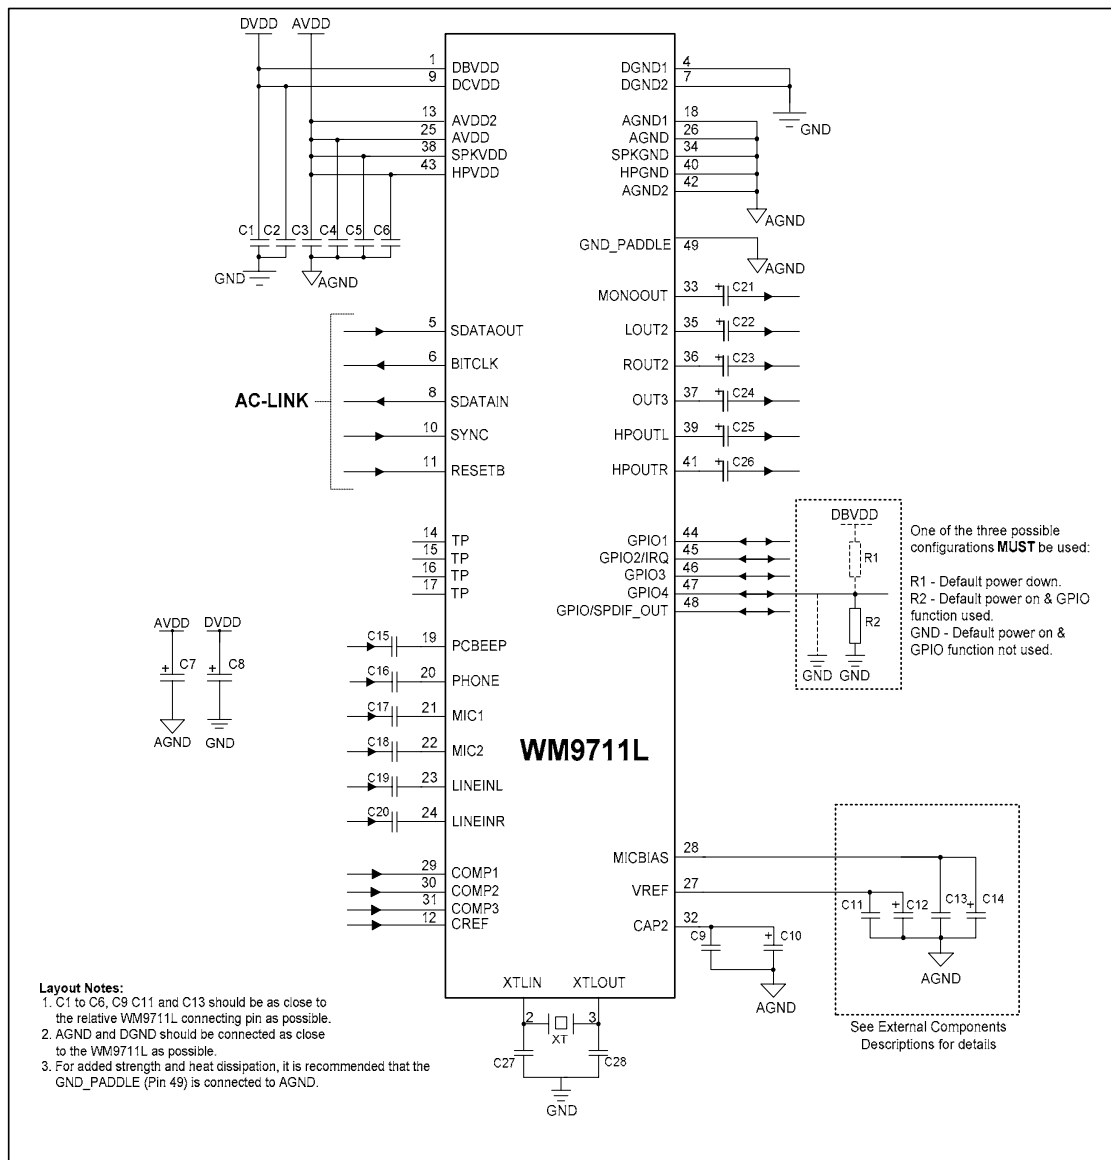 DVDD AVDD
1 DBVDD
9 DCVDD
13 AVDD2
25 AVDD
38 SPKVDD
43 HPVDD
C1 C2 C3 C4 C5 C6
GND AGND
DGND1 4
DGND2 7
GND
AGND1 18
AGND 26
SPKGND 34
HPGND 40
AGND2 42
AGND
GND_PADDLE 49
AGND
MONOOUT 33 + C21
LOUT2 35 + C22
ROUT2 36 + C23
OUT3 37 + C24
HPOUTL 39 + C25
HPOUTR 41 + C26
AC-LINK
5 SDATAOUT
6 BITCLK
8 SDATAIN
10 SYNC
11 RESETB
14 TP
15 TP
16 TP
17 TP
GPIO1 44
GPIO2/IRQ 45
GPIO3 46
GPIO4 47
GPIO/SPDIF_OUT 48
DBVDD
R1
R2
GND GND
One of the three possible
configurations MUST be used:
R1 - Default power down.
R2 - Default power on & GPIO
function used.
GND - Default power on &
GPIO function not used.
AVDD DVDD
+ C7 + C8
AGND GND
C15 19 PCBEEP
C16 20 PHONE
C17 21 MIC1
C18 22 MIC2
C19 23 LINEINL
C20 24 LINEINR
WM9711L
29 COMP1
30 COMP2
31 COMP3
12 CREF
MICBIAS 28
VREF 27
CAP2 32
C9 + C10
AGND
C11 + C12 C13 + C14
AGND
See External Components
Descriptions for details
XTLIN XTLOUT
2 XT 3
C27 C28
GND
Layout Notes:
1. C1 to C6, C9 C11 and C13 should be as close to
the relative WM9711L connecting pin as possible.
2. AGND and DGND should be connected as close
to the WM9711L as possible.
3. For added strength and heat dissipation, it is recommended that the
GND_PADDLE (Pin 49) is connected to AGND.